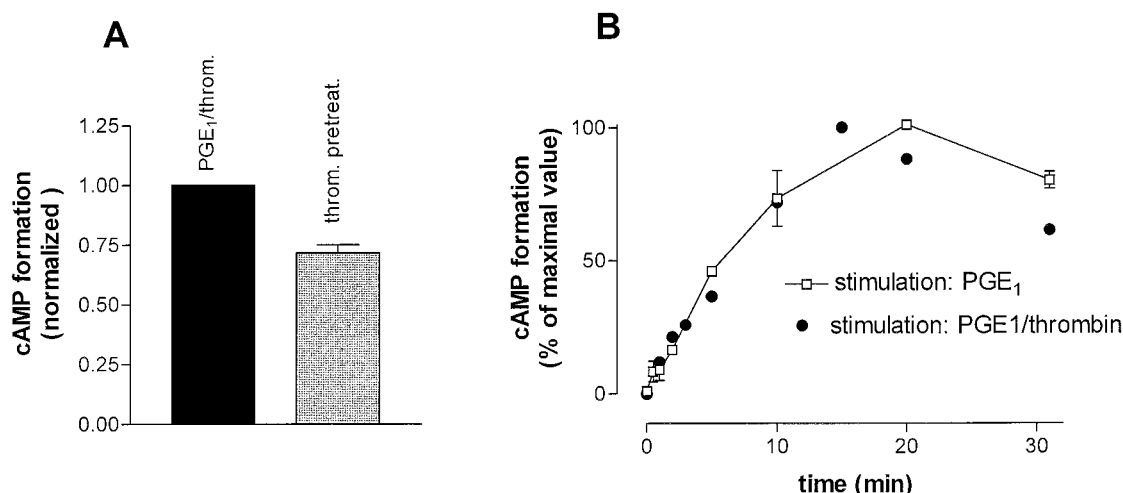 A
PGE₁/throm.
throm. pretreat.
1.25
1.00
0.75
0.50
0.25
0.00
cAMP formation
(normalized )
B
cAMP formation
(% of maximal value)
100
50
0
stimulation: PGE₁
stimulation: PGE1/thrombin
0 10 20 30
time (min)